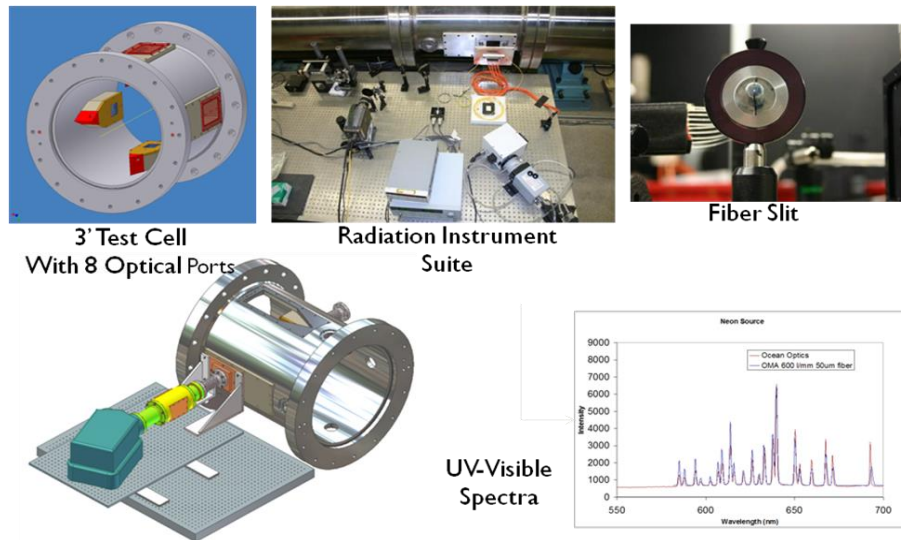 3' Test Cell
With 8 Optical Ports
Radiation Instrument
Suite
Fiber Slit
UV-Visible
Spectra
Neon Source
Ocean Optics
OMA 600 l/mm 50um fiber
Intensity
9000
8000
7000
6000
5000
4000
3000
2000
1000
0
550
600
650
700
Wavelength (nm)